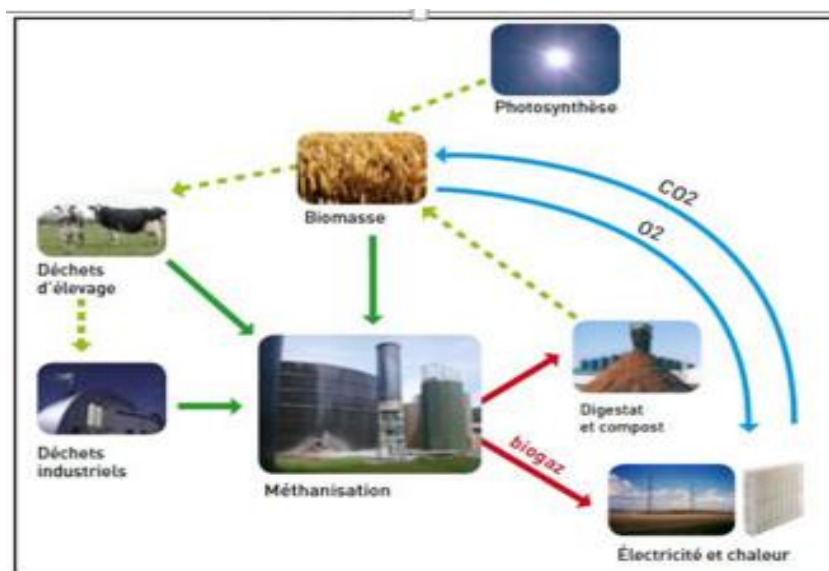 Photosynthèse
Biomasse
CO2
O2
Déchets
d'élevage
Digestat
et compost
Déchets
industriels
Méthanisation
biogaz
Électricité et chaleur